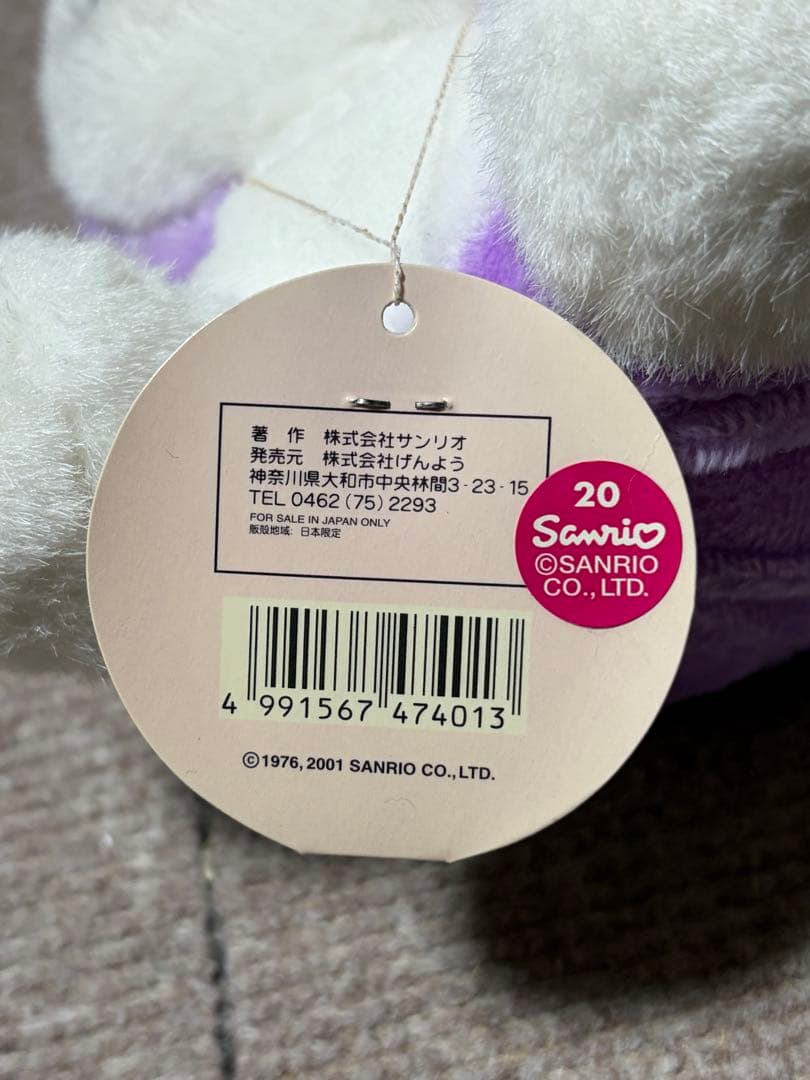 著 作 株式会社サンリオ
発売元 株式会社げんよう
神奈川県大和市中央林間3-23-15
TEL 0462(75)2293
FOR SALE IN JAPAN ONLY
販売地域: 日本限定
20
Sanrio
©SANRIO
CO., LTD.
4 991567 474013
©1976, 2001 SANRIO CO., LTD.